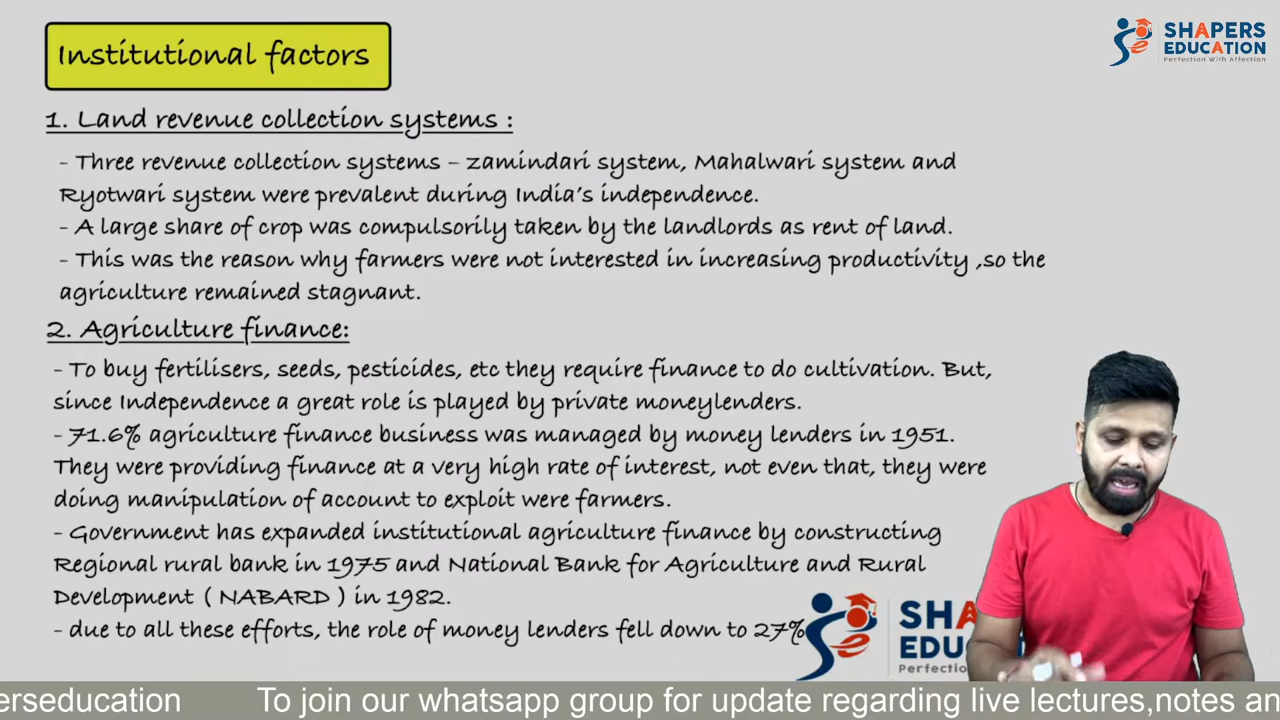 Institutional factors
SHAPERS
EDUCATION
Perfection With Affection
1. Land revenue collection systems :
- Three revenue collection systems – zamindari system, Mahalwari system and
Ryotwari system were prevalent during India's independence.
- A large share of crop was compulsorily taken by the landlords as rent of land.
- This was the reason why farmers were not interested in increasing productivity ,so the
agriculture remained stagnant.
2. Agriculture finance:
- To buy fertilisers, seeds, pesticides, etc they require finance to do cultivation. But,
since Independence a great role is played by private moneylenders.
- 71.6% agriculture finance business was managed by money lenders in 1951.
They were providing finance at a very high rate of interest, not even that, they were
doing manipulation of account to exploit were farmers.
- Government has expanded institutional agriculture finance by constructing
Regional rural bank in 1975 and National Bank for Agriculture and Rural
Development ( NABARD ) in 1982.
- due to all these efforts, the role of money lenders fell down to 27%
SHA
EDU
Perfection
erseducation To join our whatsapp group for update regarding live lectures,notes an